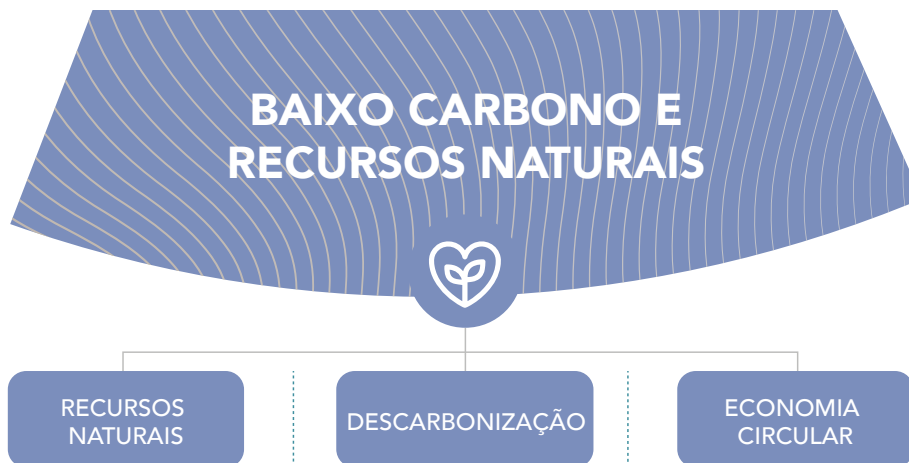 BAIXO CARBONO E
RECURSOS NATURAIS
RECURSOS
NATURAIS
DESCARBONIZAÇÃO
ECONOMIA
CIRCULAR